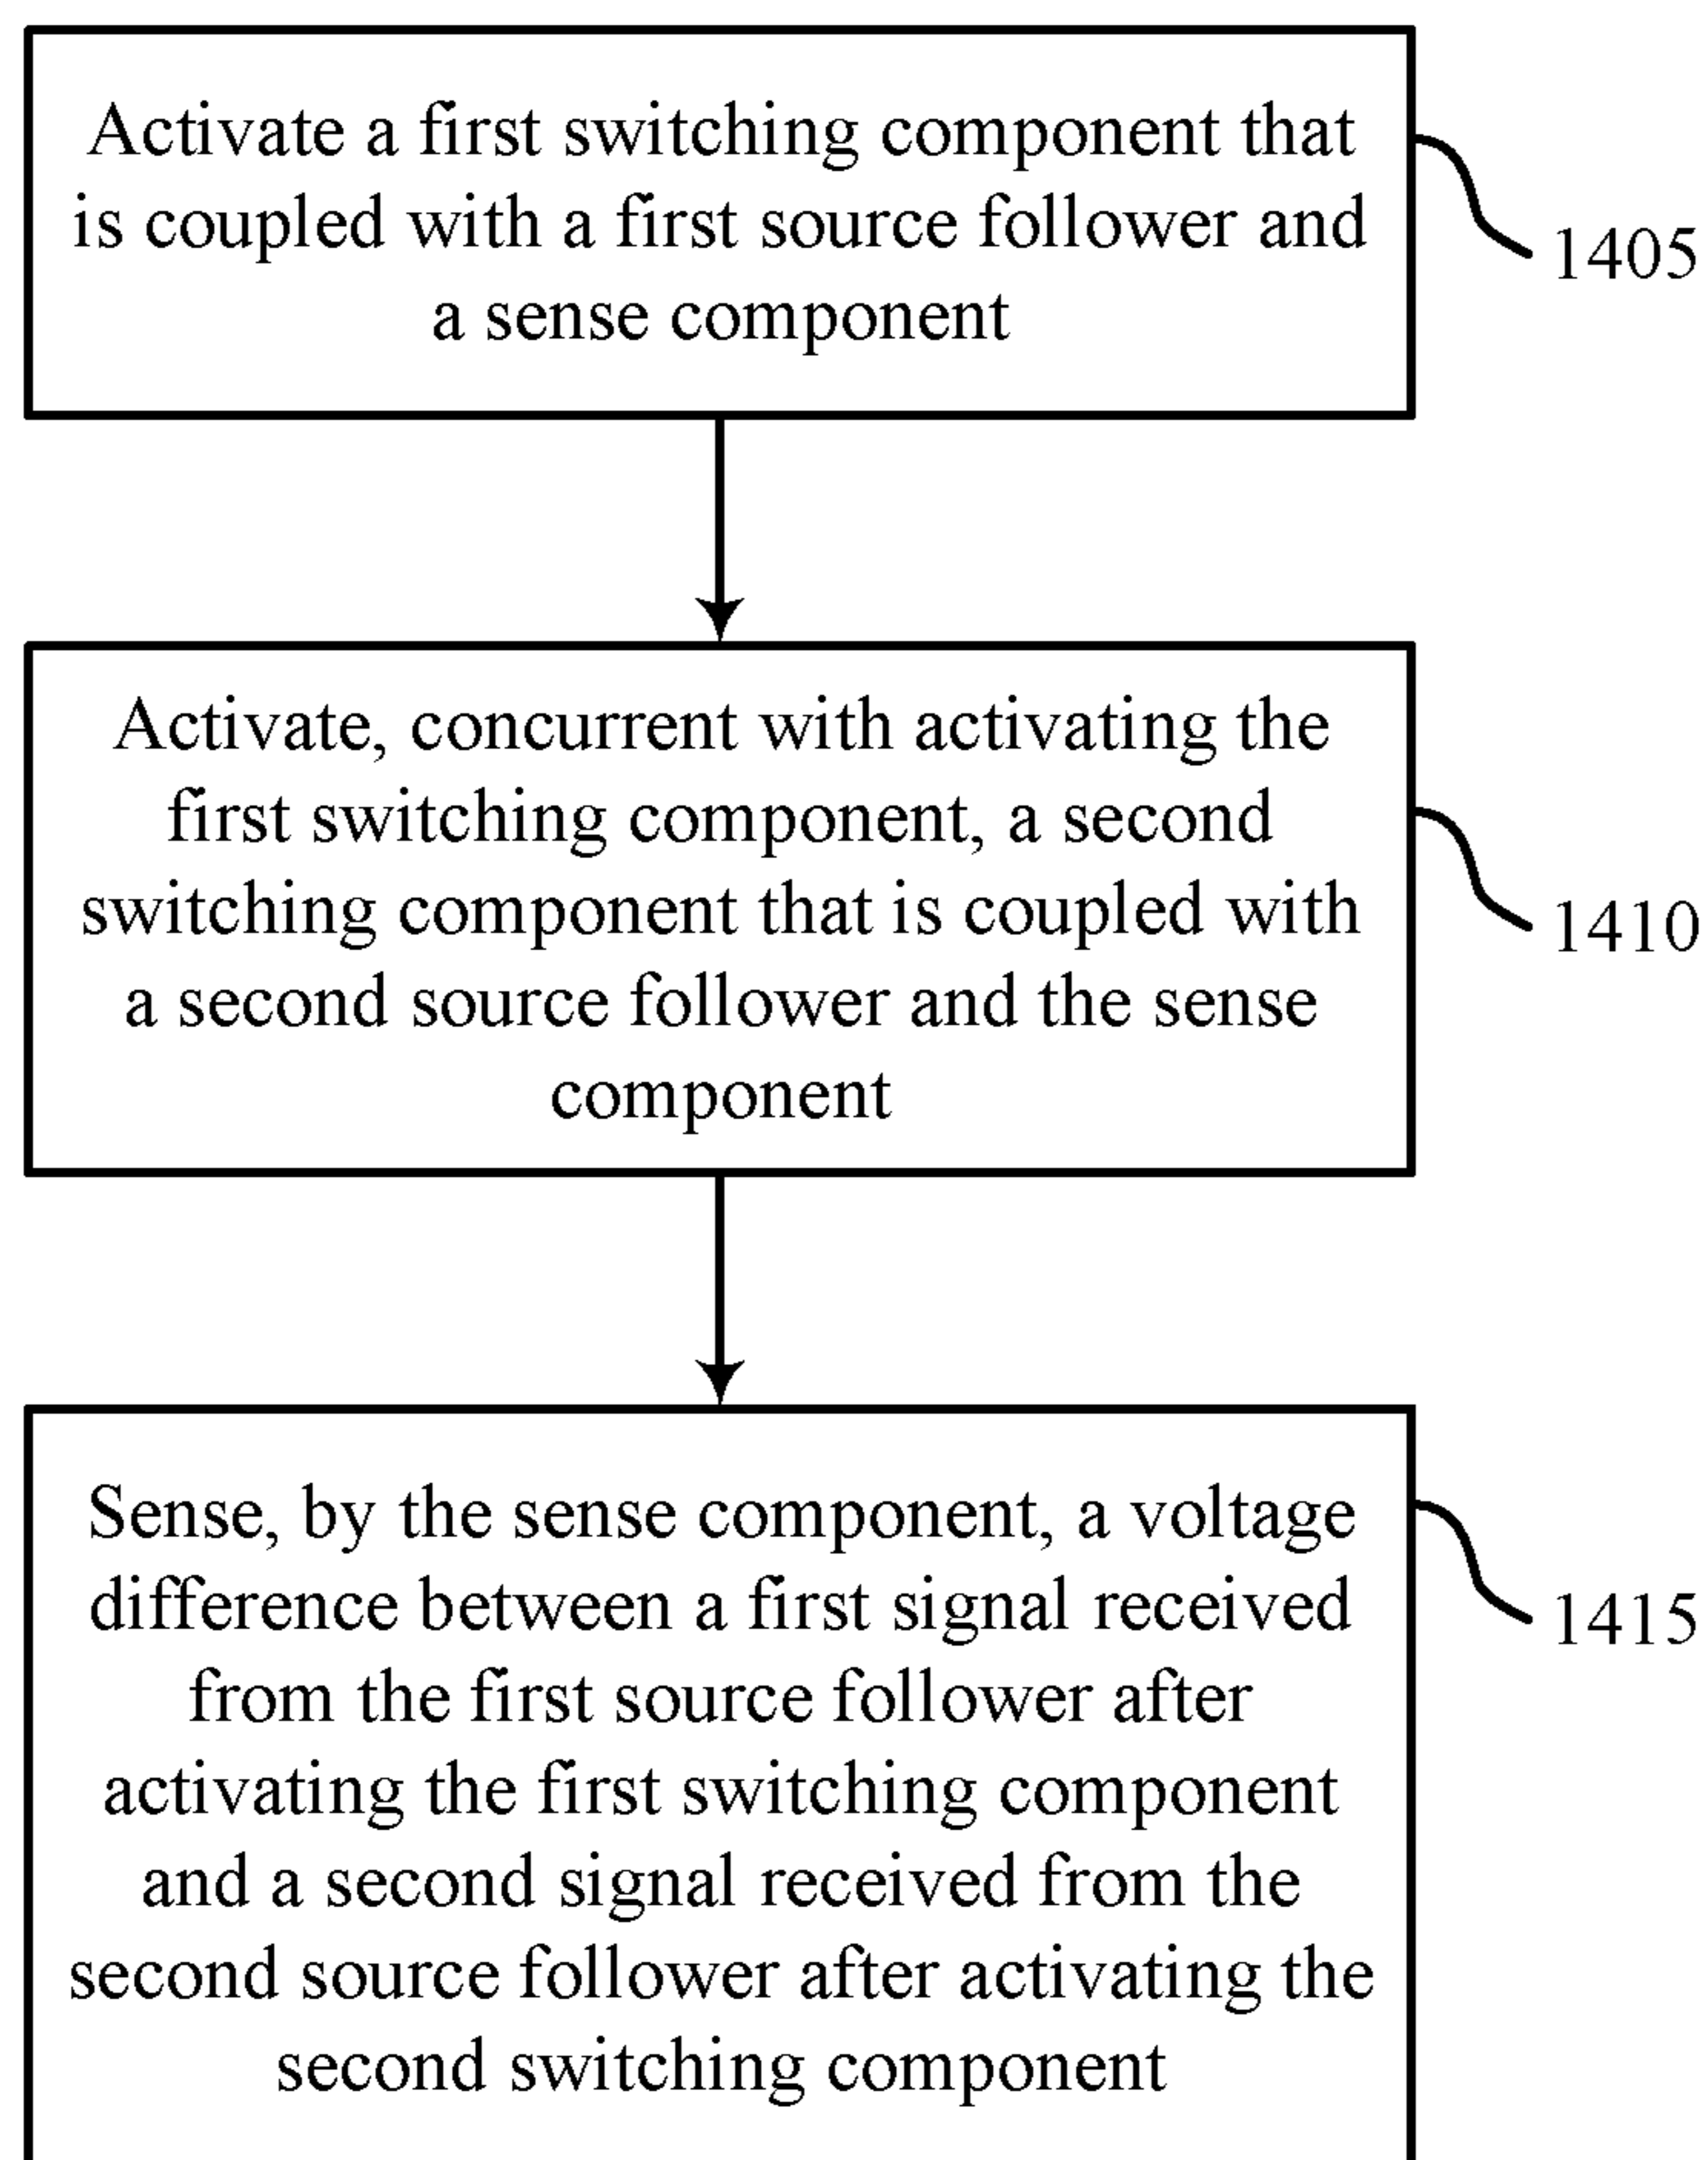 Activate a first switching component that
is coupled with a first source follower and
a sense component
1405
Activate, concurrent with activating the
first switching component, a second
switching component that is coupled with
a second source follower and the sense
component
1410
Sense, by the sense component, a voltage
difference between a first signal received
from the first source follower after
activating the first switching component
and a second signal received from the
second source follower after activating the
second switching component
1415